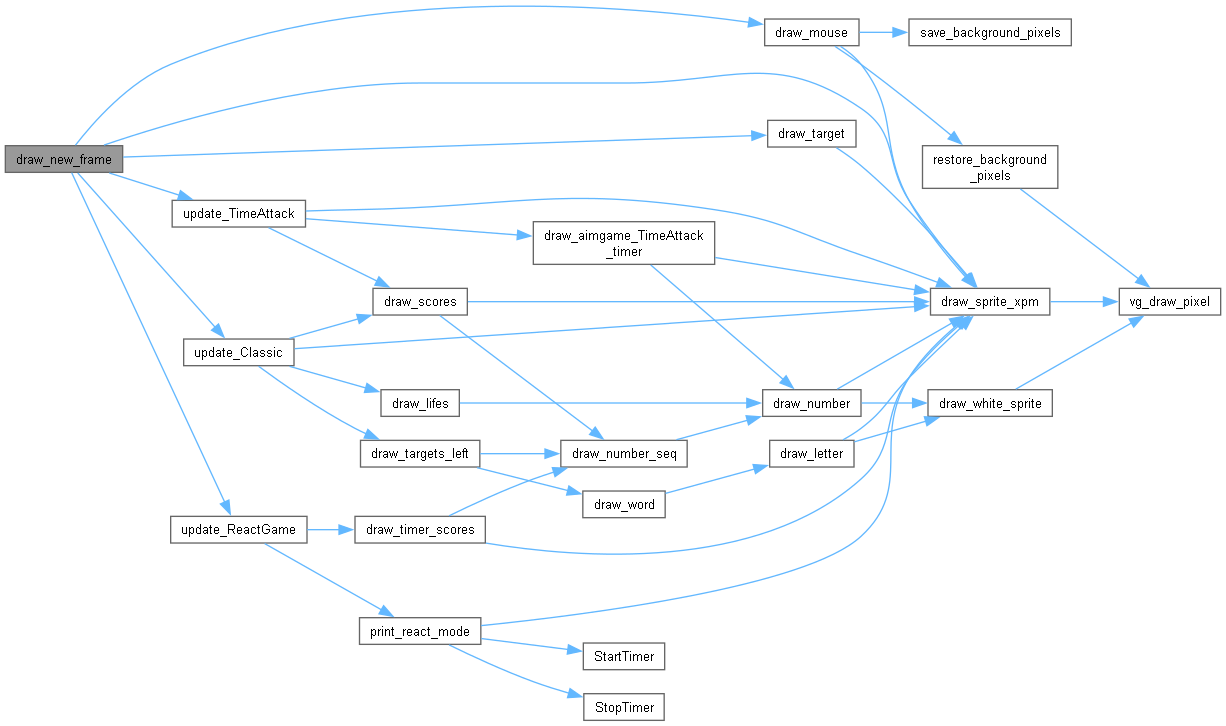 draw_mouse
save_background_pixels
draw_target
draw_new_frame
restore_background
_pixels
update_TimeAttack
draw_aimgame_TimeAttack
_timer
draw_scores
draw_sprite_xpm
vg_draw_pixel
update_Classic
draw_lifes
draw_number
draw_white_sprite
draw_targets_left
draw_number_seq
draw_letter
draw_word
update_ReactGame
draw_timer_scores
print_react_mode
StartTimer
StopTimer